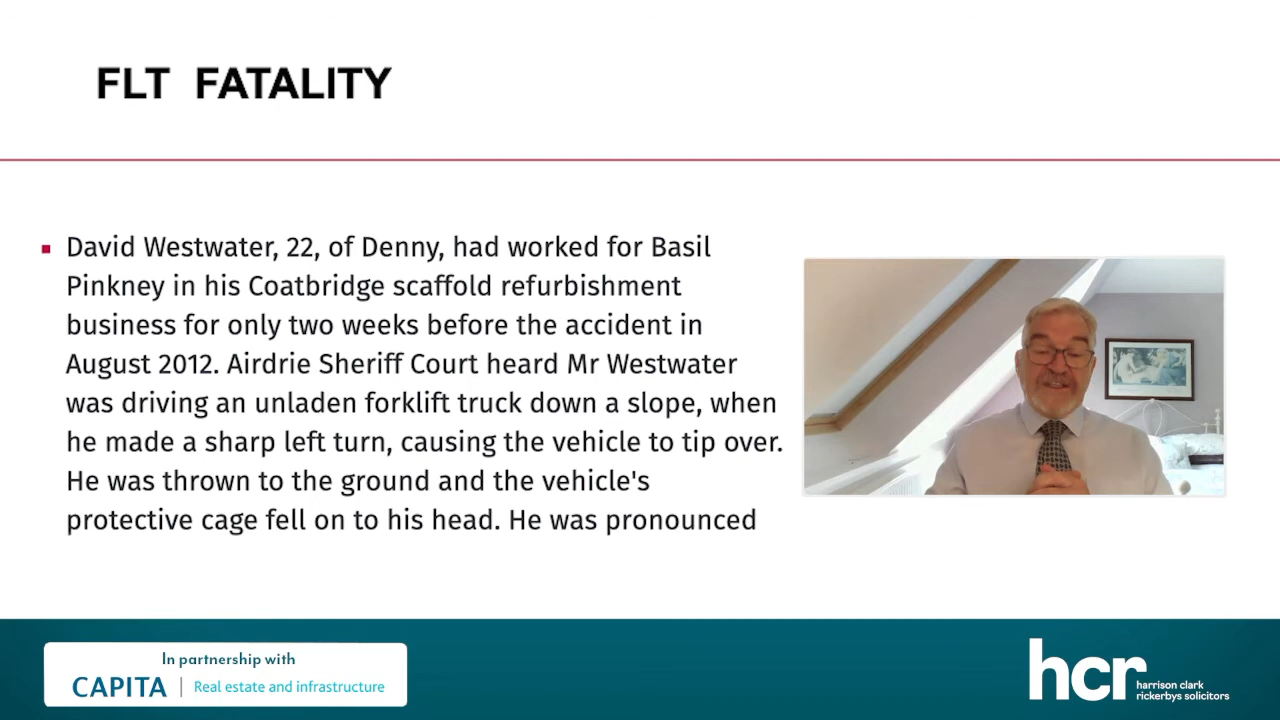 FLT FATALITY
David Westwater, 22, of Denny, had worked for Basil
Pinkney in his Coatbridge scaffold refurbishment
business for only two weeks before the accident in
August 2012. Airdrie Sheriff Court heard Mr Westwater
was driving an unladen forklift truck down a slope, when
he made a sharp left turn, causing the vehicle to tip over.
He was thrown to the ground and the vehicle's
protective cage fell on to his head. He was pronounced
In partnership with
CAPITA | Real estate and infrastructure
hcr harrison clark
rickerbys solicitors